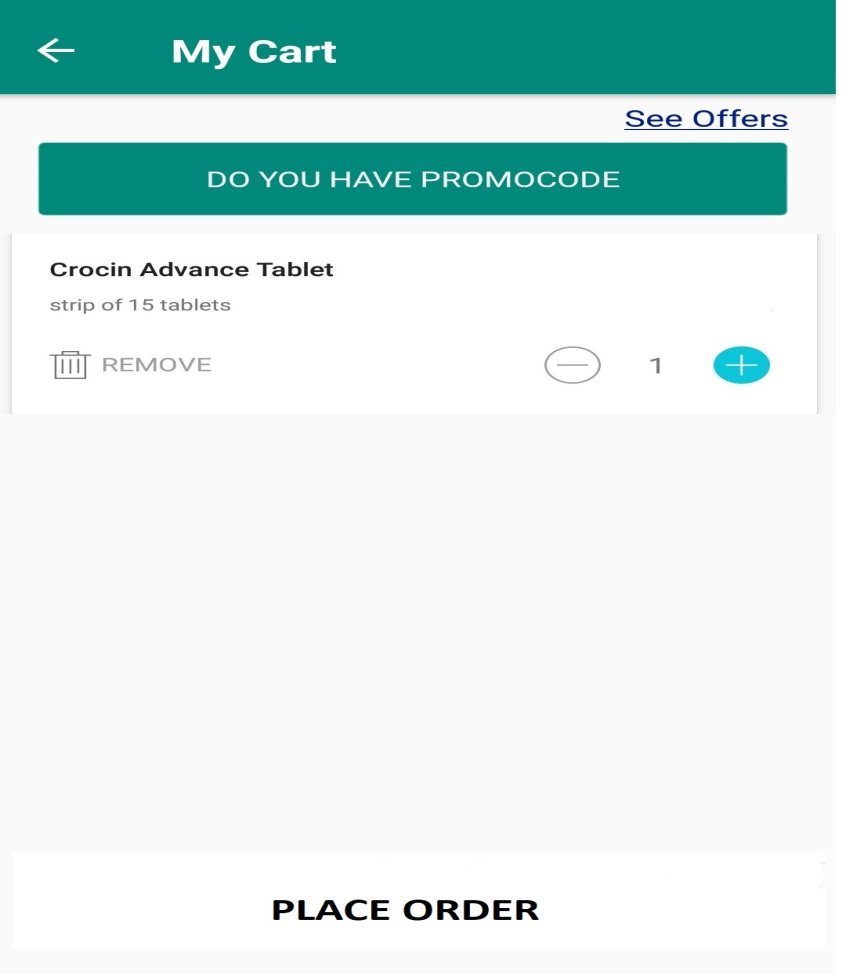 My Cart
See Offers
DO YOU HAVE PROMOCODE
Crocin Advance Tablet
strip of 15 tablets
REMOVE
1
PLACE ORDER